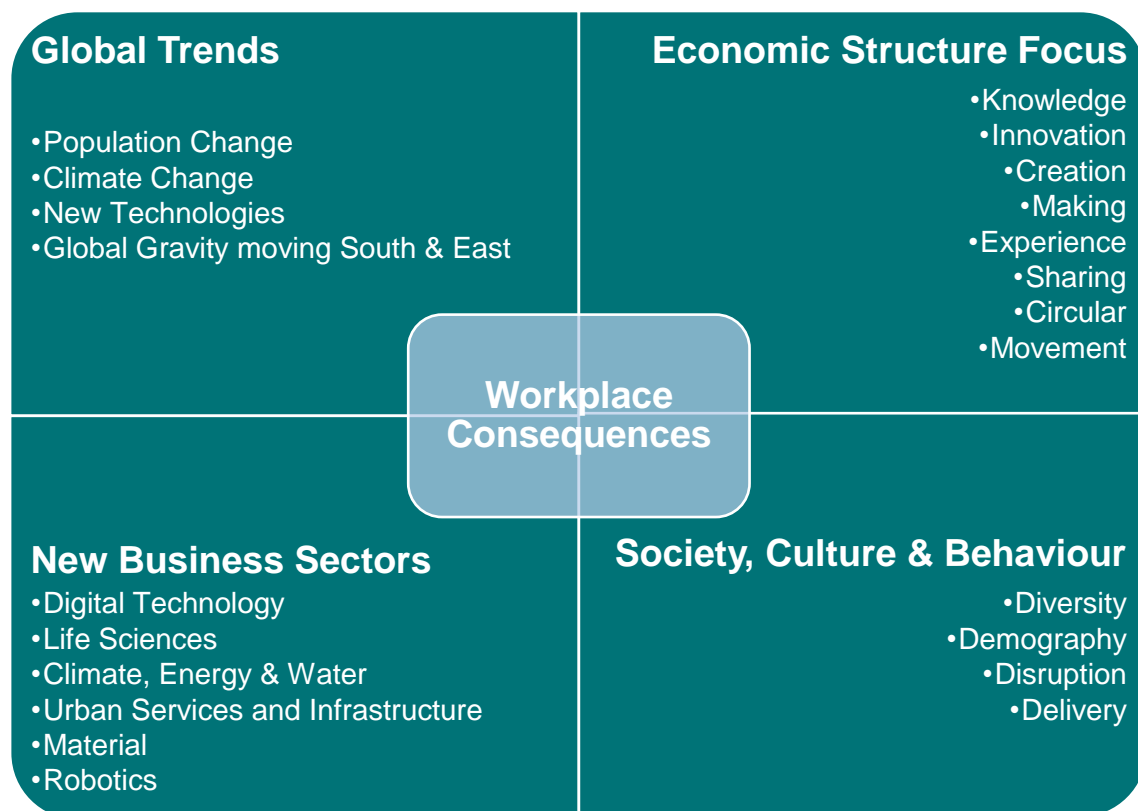 Global Trends
•Population Change
•Climate Change
•New Technologies
•Global Gravity moving South & East
Economic Structure Focus
•Knowledge
•Innovation
•Creation
•Making
•Experience
•Sharing
•Circular
•Movement
Workplace
Consequences
New Business Sectors
•Digital Technology
•Life Sciences
•Climate, Energy & Water
•Urban Services and Infrastructure
•Material
•Robotics
Society, Culture & Behaviour
•Diversity
•Demography
•Disruption
•Delivery